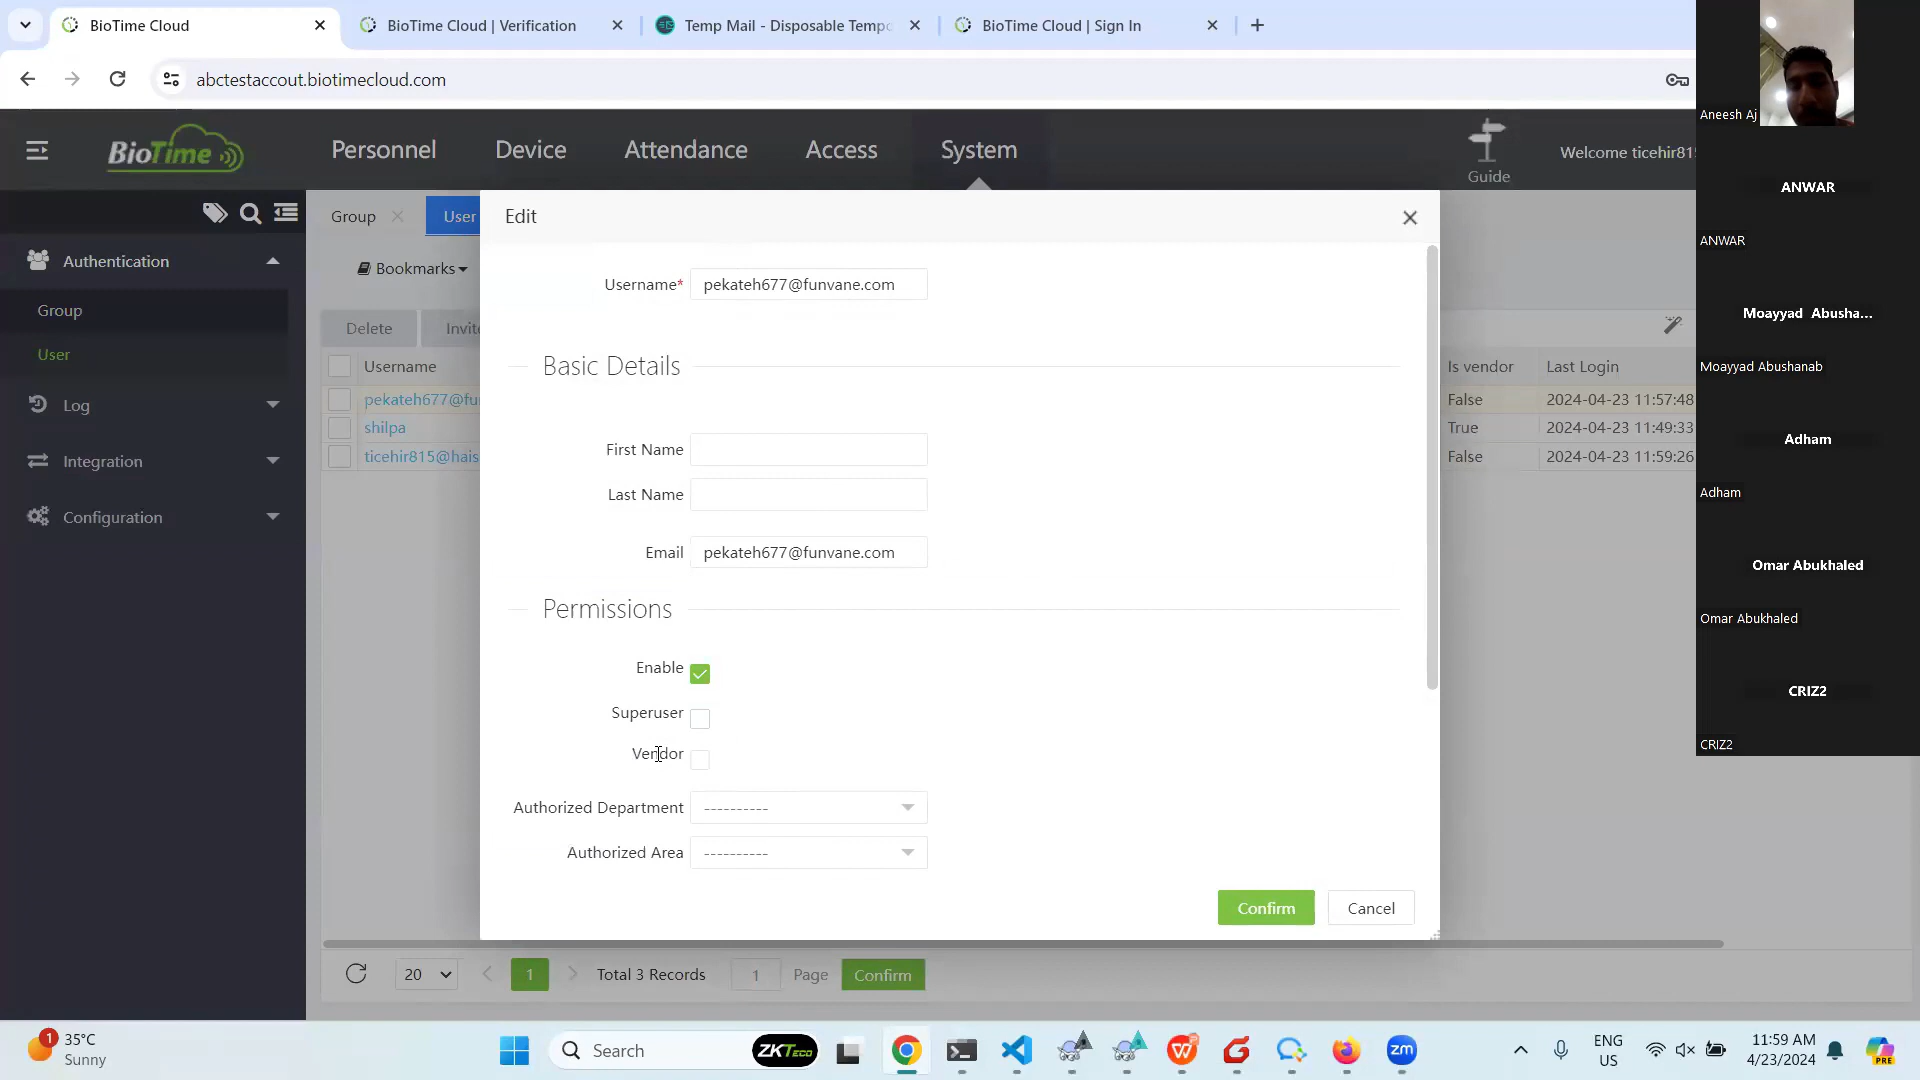 BioTime Cloud
BioTime Cloud | Verification
Temp Mail - Disposable Tempo
BioTime Cloud | Sign In
abctestaccout.biotimecloud.com
Aneesh Aj
BioTime
Personnel
Device
Attendance
Access
System
Guide
Welcome ticehir81
ANWAR
ANWAR
Group
User
Edit
Authentication
Bookmarks
Username* pekateh677@funvane.com
Group
Delete
Invite
Moayyad Abusha...
User
Username
Basic Details
Is vendor
Last Login
Moayyad Abushanab
Log
pekateh677@fu
False
2024-04-23 11:57:48
shilpa
First Name
True
2024-04-23 11:49:33
Adham
Integration
ticehir815@hais
False
2024-04-23 11:59:26
Last Name
Adham
Configuration
Email pekateh677@funvane.com
Omar Abukhaled
Permissions
Omar Abukhaled
Enable
Superuser
CRIZ2
Vendor
CRIZ2
Authorized Department ----------
Authorized Area ----------
Confirm
Cancel
20
1
Total 3 Records
1
Page
Confirm
1
35°C
Sunny
Search
ZKTeco
zm
ENG
US
11:59 AM
4/23/2024
PRE